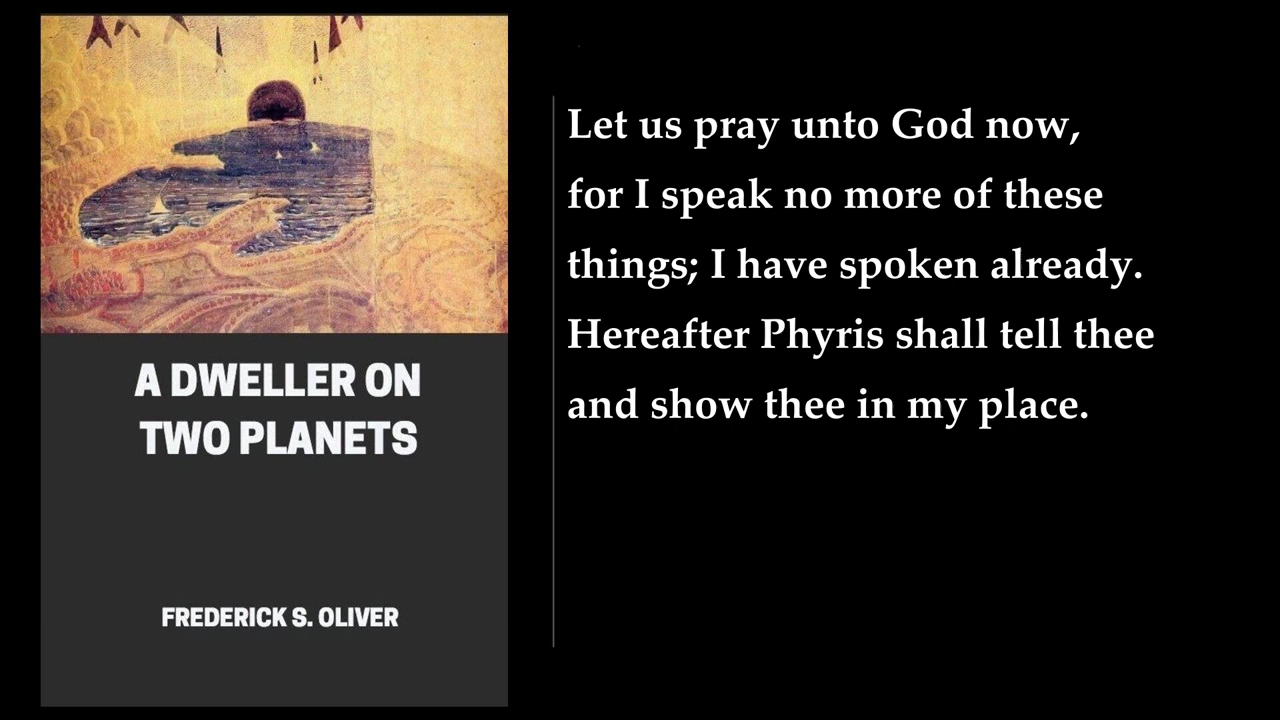 A DWELLER ON
TWO PLANETS
FREDERICK S. OLIVER
Let us pray unto God now,
for I speak no more of these
things; I have spoken already.
Hereafter Phyris shall tell thee
and show thee in my place.